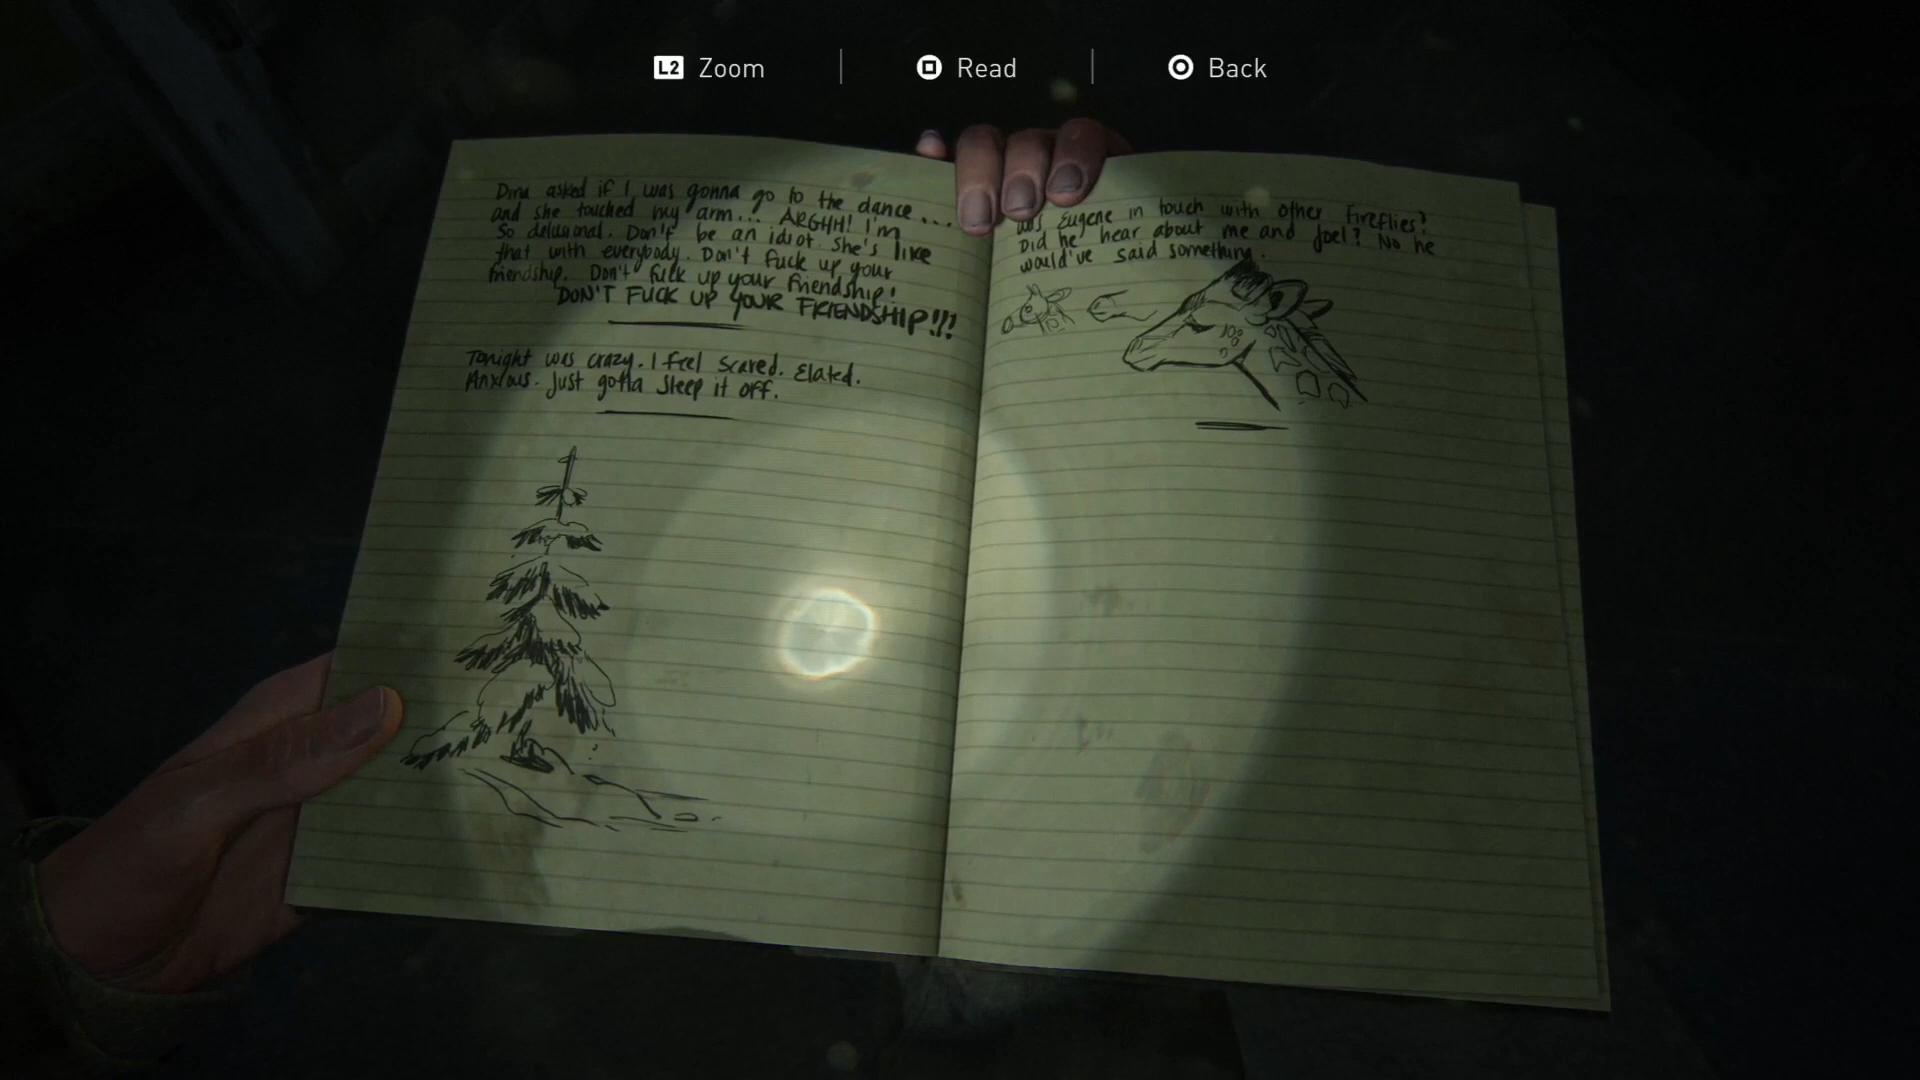 L2 Zoom | Read | Back
Dina asked if I was gonna go to the dance...
and she touched my arm... ARGHH! I'm
so delusional. Don't be an idiot. She's like
that with everybody. Don't fuck up your
friendship. Don't fuck up your friendship!
DON'T FUCK UP YOUR FRIENDSHIP!!!
Tonight was crazy. I feel scared. Elated.
Anxious. Just gotta sleep it off.
Was Eugene in touch with other Fireflies?
Did he hear about me and Joel? No he
would've said something.